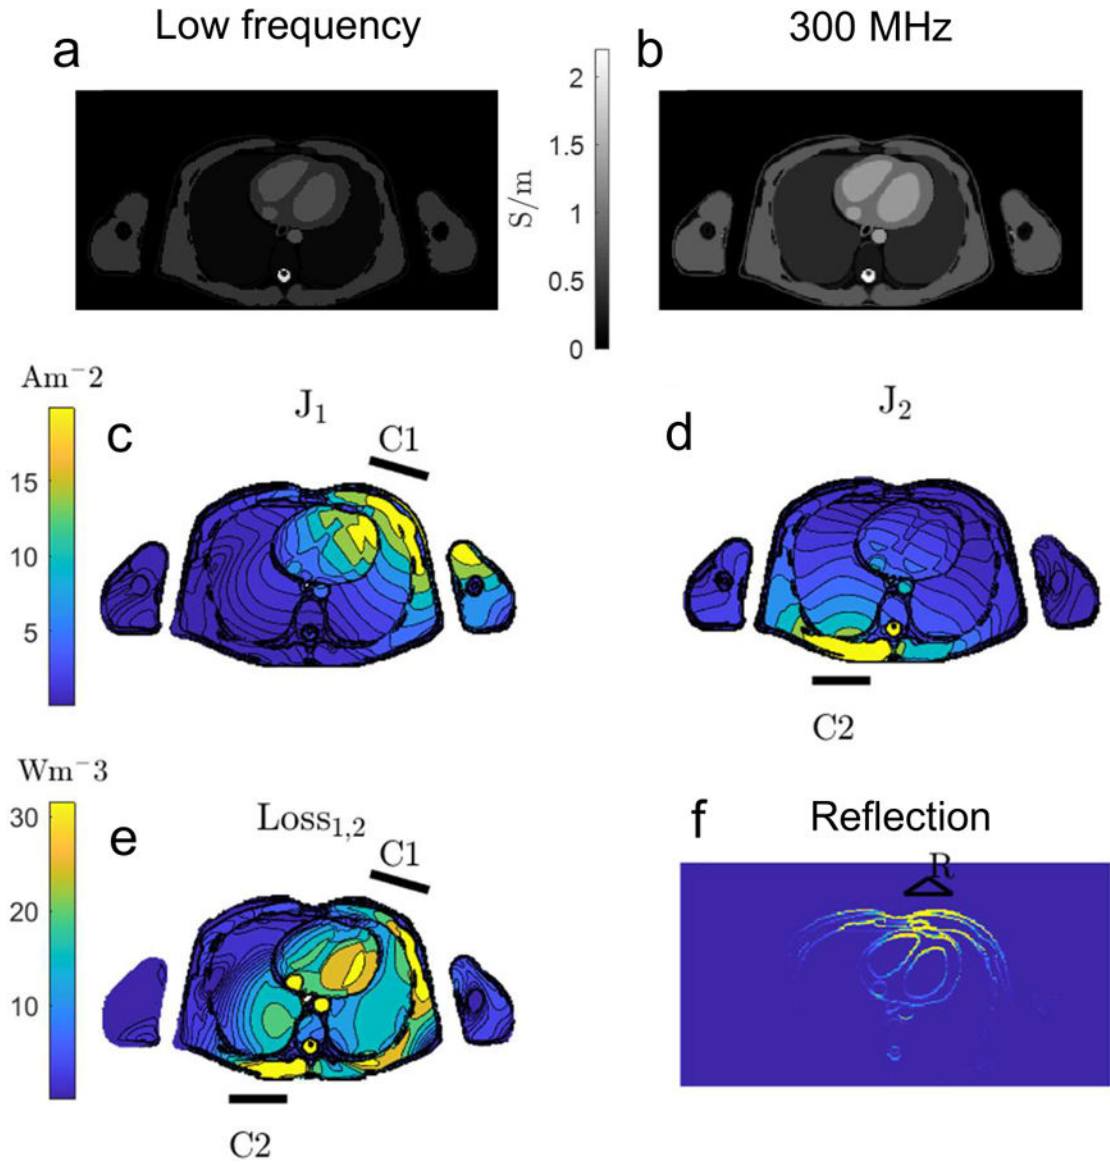 Low frequency
300 MHz
a
b
2
1.5
1
0.5
0
S/m
Am⁻2
J₁
J₂
c
C1
d
15
10
5
C2
Wm⁻3
Loss₁,₂
C1
e
f
Reflection
R
30
20
10
C2